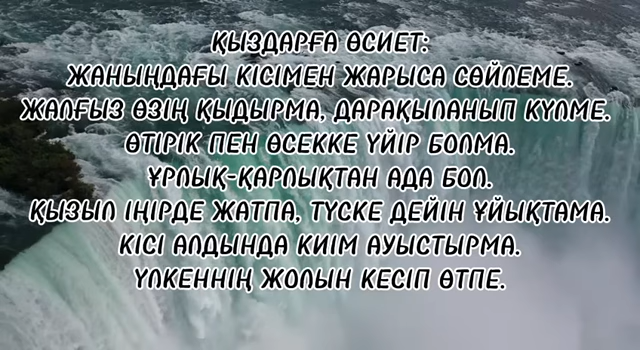 ҚЫЗДАРҒА ӨСИЕТ:
ЖАНЫҢДАҒЫ КІСІМЕН ЖАРЫСА СӨЙЛЕМЕ.
ЖАЛҒЫЗ ӨЗІҢ ҚЫДЫРМА, ДАРАҚЫЛАНЫП КҮЛМЕ.
ӨТІРІК ПЕН ӨСЕККЕ ҮЙІР БОЛМА.
ҰРЛЫҚ-ҚАРЛЫҚТАН АДА БОЛ.
ҚЫЗЫЛ ІҢІРДЕ ЖАТПА, ТҮСКЕ ДЕЙІН ҰЙЫҚТАМА.
КІСІ АЛДЫНДА КИІМ АУЫСТЫРМА.
ҮЛКЕННІҢ ЖОЛЫН КЕСІП ӨТПЕ.